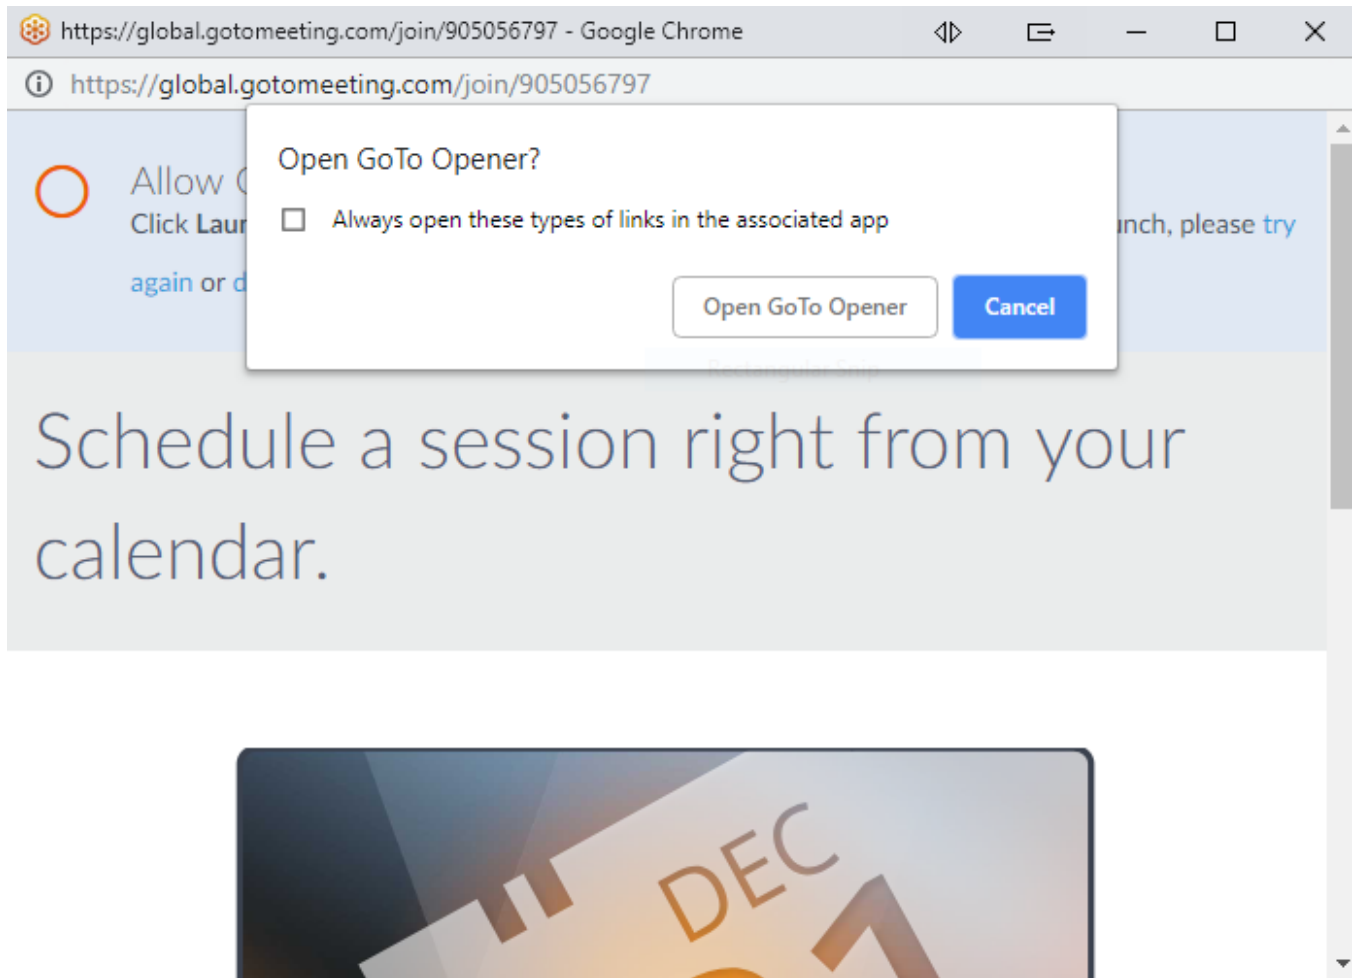 https://global.gotomeeting.com/join/905056797 - Google Chrome
https://global.gotomeeting.com/join/905056797
Open GoTo Opener?
Always open these types of links in the associated app
Open GoTo Opener Cancel
Allow
Click
please try
again or
Rectangular Snip
Schedule a session right from your
calendar.
DEC